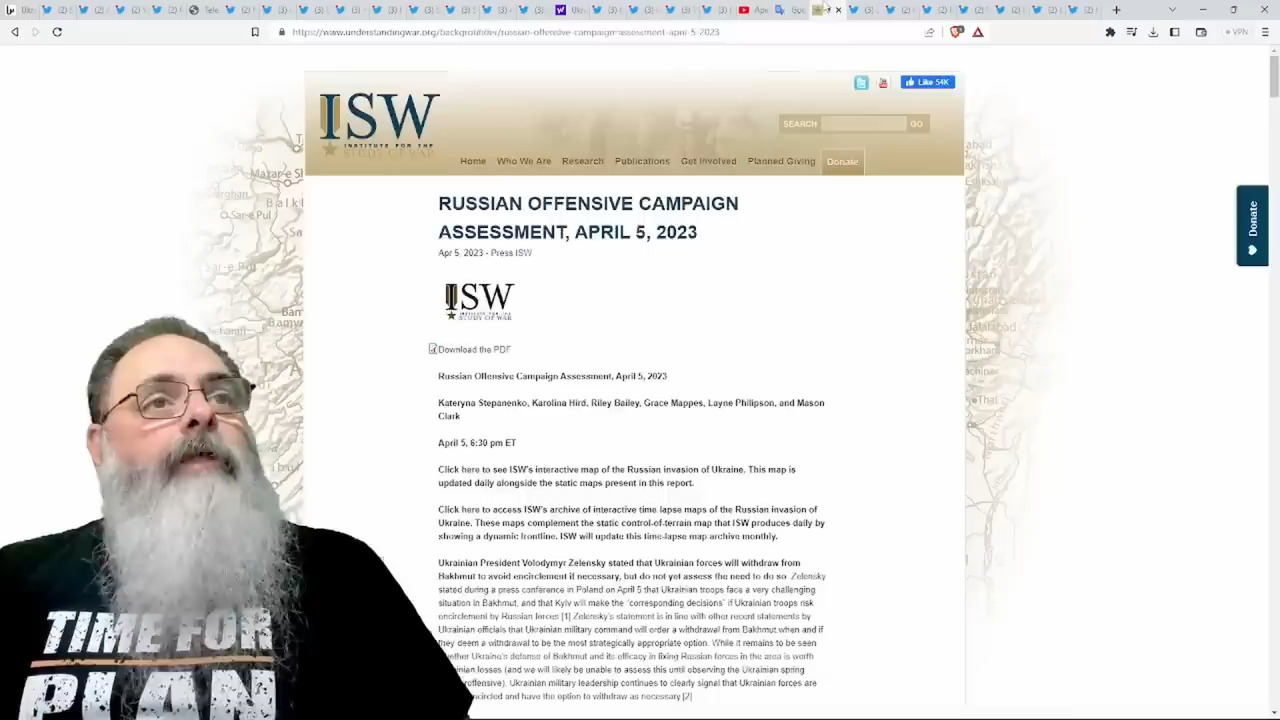 https://www.understandingwar.org/backgrounder/russian-offensive-campaign-assessment-april-5-2023
VPN
Like 54K
ISW
INSTITUTE FOR THE
STUDY OF WAR
SEARCH
GO
Home
Who We Are
Research
Publications
Get Involved
Planned Giving
Donate
RUSSIAN OFFENSIVE CAMPAIGN
ASSESSMENT, APRIL 5, 2023
Apr 5, 2023 - Press ISW
ISW
INSTITUTE FOR THE
STUDY OF WAR
Download the PDF
Russian Offensive Campaign Assessment, April 5, 2023
Kateryna Stepanenko, Karolina Hird, Riley Bailey, Grace Mappes, Layne Philipson, and Mason
Clark
April 5, 6:30 pm ET
Click here to see ISW's interactive map of the Russian invasion of Ukraine. This map is
updated daily alongside the static maps present in this report.
Click here to access ISW's archive of interactive time lapse maps of the Russian invasion of
Ukraine. These maps complement the static control-of-terrain map that ISW produces daily by
showing a dynamic frontline. ISW will update this time-lapse map archive monthly.
Ukrainian President Volodymyr Zelensky stated that Ukrainian forces will withdraw from
Bakhmut to avoid encirclement if necessary, but do not yet assess the need to do so Zelensky
stated during a press conference in Poland on April 5 that Ukrainian troops face a very challenging
situation in Bakhmut, and that Kyiv will make the "corresponding decisions" if Ukrainian troops risk
encirclement by Russian forces [1] Zelensky's statement is in line with other recent statements by
Ukrainian officials that Ukrainian military command will order a withdrawal from Bakhmut when and if
they deem a withdrawal to be the most strategically appropriate option. While it remains to be seen
Ukraine's defense of Bakhmut and its efficacy in fixing Russian forces in the area is worth
losses (and we will likely be unable to assess this until observing the Ukrainian spring
Ukrainian military leadership continues to clearly signal that Ukrainian forces are
and have the option to withdraw as necessary [2]
Donate
Sar-e Pul
TIME FOR